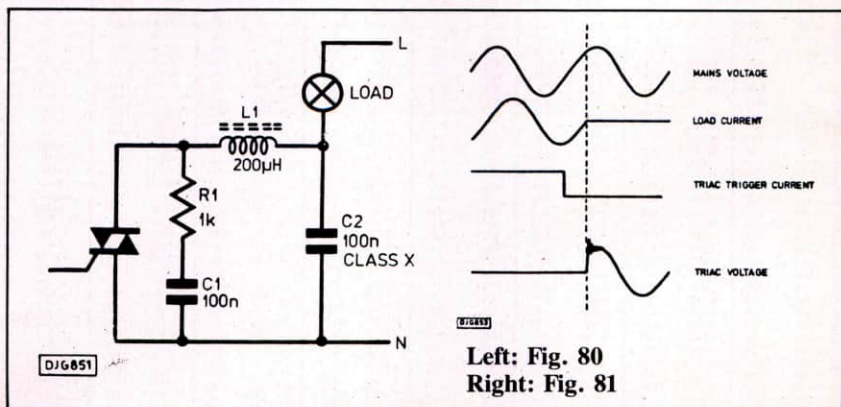 L
LOAD
L1
200µH
R1
1k
C2
100n
CLASS X
C1
100n
N
DJG851
MAINS VOLTAGE
LOAD CURRENT
TRIAC TRIGGER CURRENT
TRIAC VOLTAGE
Left: Fig. 80
Right: Fig. 81